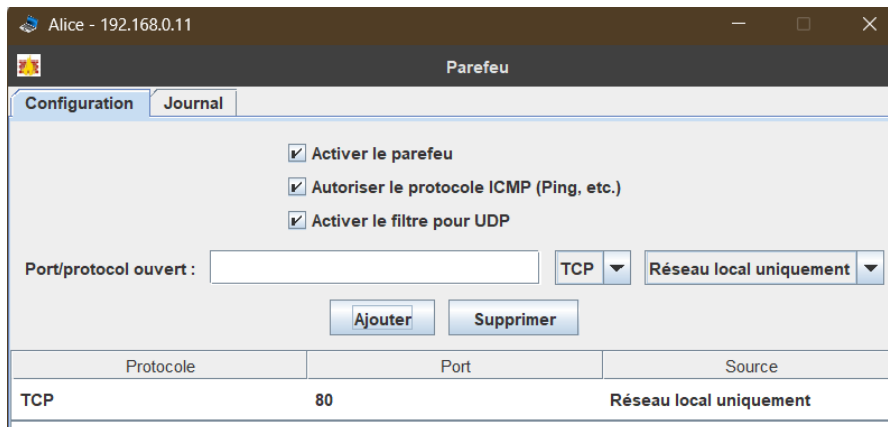 Alice - 192.168.0.11
Parefeu
Configuration Journal
Activer le parefeu
Autoriser le protocole ICMP (Ping, etc.)
Activer le filtre pour UDP
Port/protocol ouvert : TCP Réseau local uniquement
Ajouter Supprimer
Protocole Port Source
TCP 80 Réseau local uniquement